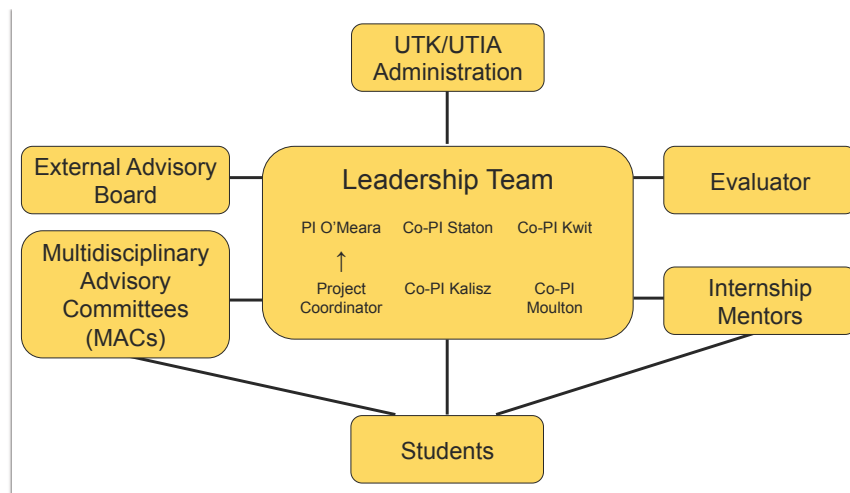 UTK/UTIA
Administration
External Advisory
Board
Leadership Team
Evaluator
PI O’Meara
Co-PI Staton
Co-PI Kwit
↑
Project
Coordinator
Co-PI Kalisz
Co-PI
Moulton
Multidisciplinary
Advisory
Committees
(MACs)
Internship
Mentors
Students